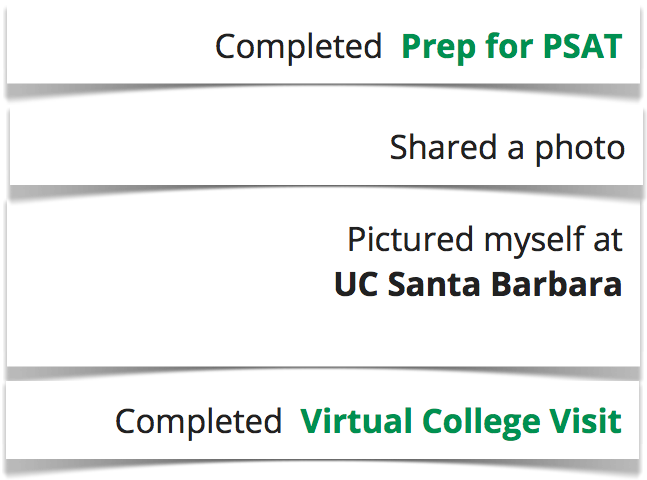 Completed Prep for PSAT
Shared a photo
Pictured myself at
UC Santa Barbara
Completed Virtual College Visit